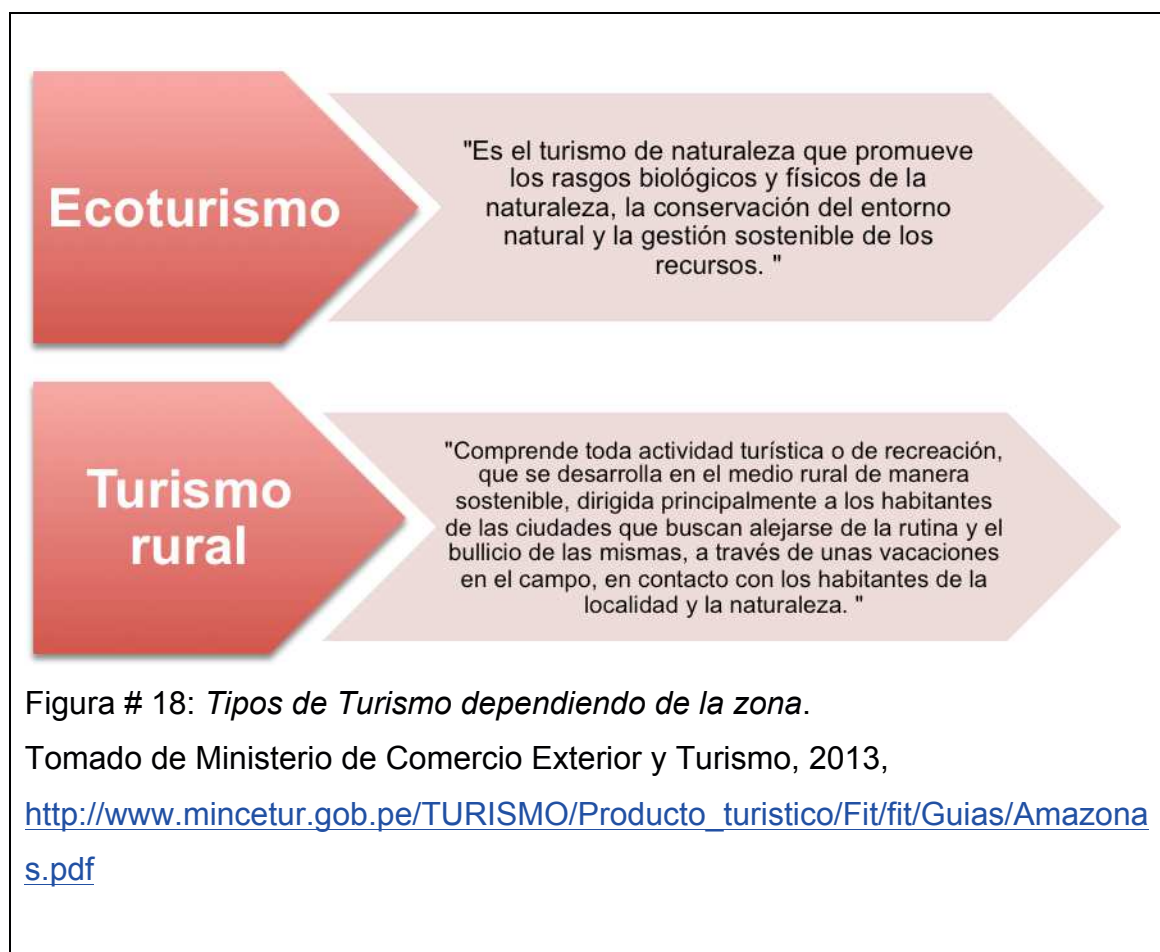 Ecoturismo
"Es el turismo de naturaleza que promueve
los rasgos biológicos y físicos de la
naturaleza, la conservación del entorno
natural y la gestión sostenible de los
recursos. "
Turismo
rural
"Comprende toda actividad turística o de recreación,
que se desarrolla en el medio rural de manera
sostenible, dirigida principalmente a los habitantes
de las ciudades que buscan alejarse de la rutina y el
bullicio de las mismas, a través de unas vacaciones
en el campo, en contacto con los habitantes de la
localidad y la naturaleza. "
Figura # 18: Tipos de Turismo dependiendo de la zona.
Tomado de Ministerio de Comercio Exterior y Turismo, 2013,
http://www.mincetur.gob.pe/TURISMO/Producto_turistico/Fit/fit/Guias/Amazona
s.pdf